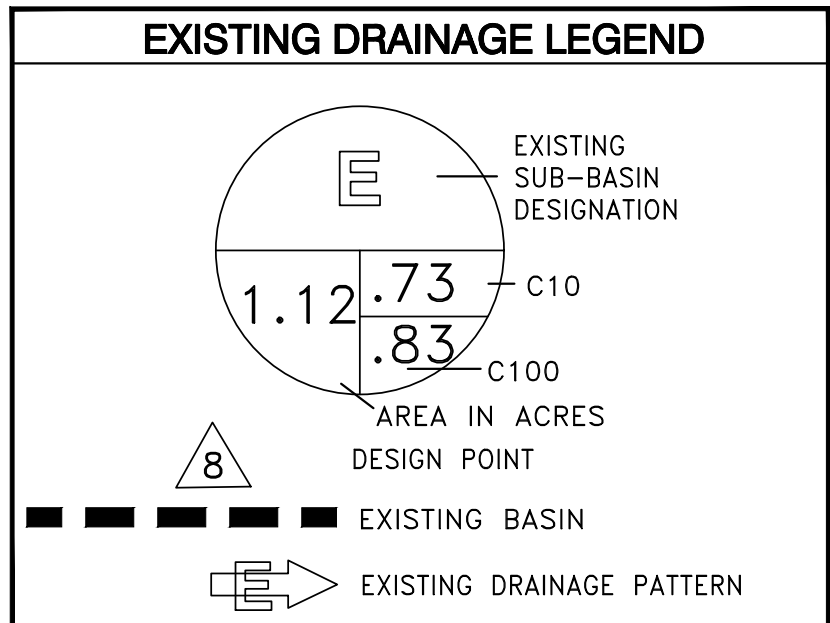 EXISTING DRAINAGE LEGEND
E
EXISTING
SUB-BASIN
DESIGNATION
1.12
.73
C10
.83
C100
AREA IN ACRES
8
DESIGN POINT
EXISTING BASIN
E
EXISTING DRAINAGE PATTERN